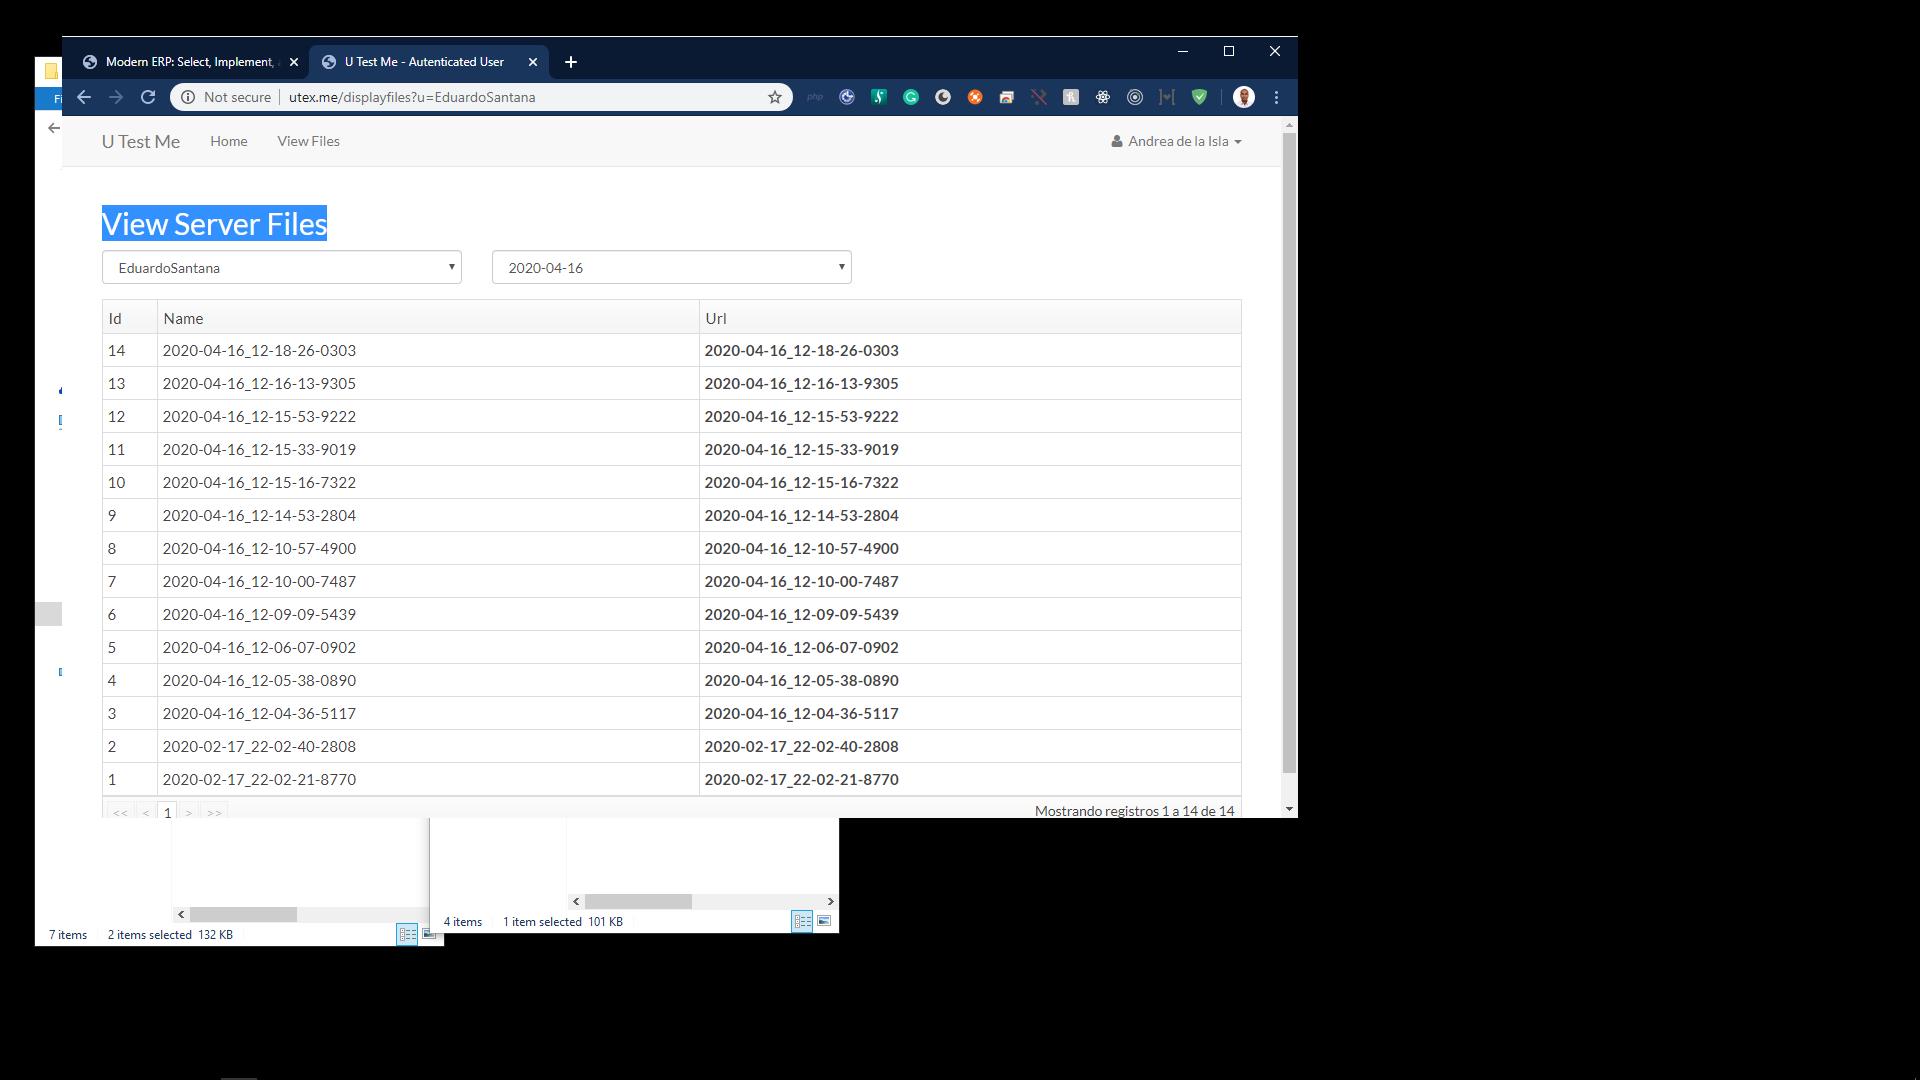 Modern ERP: Select, Implement,
U Test Me - Autenticated User
Not secure
utex.me/displayfiles?u=EduardoSantana
U Test Me
Home
View Files
Andrea de la Isla
View Server Files
EduardoSantana
2020-04-16
Id Name Url
14 2020-04-16_12-18-26-0303 2020-04-16_12-18-26-0303
13 2020-04-16_12-16-13-9305 2020-04-16_12-16-13-9305
12 2020-04-16_12-15-53-9222 2020-04-16_12-15-53-9222
11 2020-04-16_12-15-33-9019 2020-04-16_12-15-33-9019
10 2020-04-16_12-15-16-7322 2020-04-16_12-15-16-7322
9 2020-04-16_12-14-53-2804 2020-04-16_12-14-53-2804
8 2020-04-16_12-10-57-4900 2020-04-16_12-10-57-4900
7 2020-04-16_12-10-00-7487 2020-04-16_12-10-00-7487
6 2020-04-16_12-09-09-5439 2020-04-16_12-09-09-5439
5 2020-04-16_12-06-07-0902 2020-04-16_12-06-07-0902
4 2020-04-16_12-05-38-0890 2020-04-16_12-05-38-0890
3 2020-04-16_12-04-36-5117 2020-04-16_12-04-36-5117
2 2020-02-17_22-02-40-2808 2020-02-17_22-02-40-2808
1 2020-02-17_22-02-21-8770 2020-02-17_22-02-21-8770
<< < 1 > >>
Mostrando registros 1 a 14 de 14
4 items 1 item selected 101 KB
7 items 2 items selected 132 KB